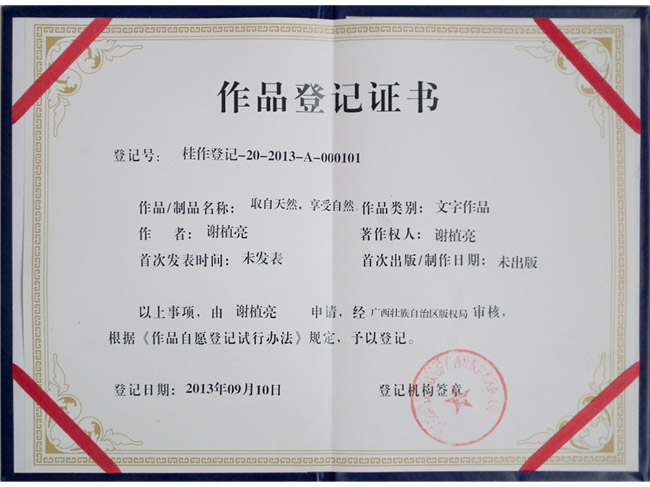 作品登记证书
登记号： 桂作登记-20-2013-A-000101
作品/制品名称： 取自天然，享受自然 作品类别： 文字作品
作 者： 谢植亮 著作权人： 谢植亮
首次发表时间： 未发表 首次出版/制作日期： 未出版
以上事项，由 谢植亮 申请，经 广西壮族自治区版权局 审核，
根据《作品自愿登记试行办法》规定，予以登记。
登记日期： 2013年09月10日 登记机构签章